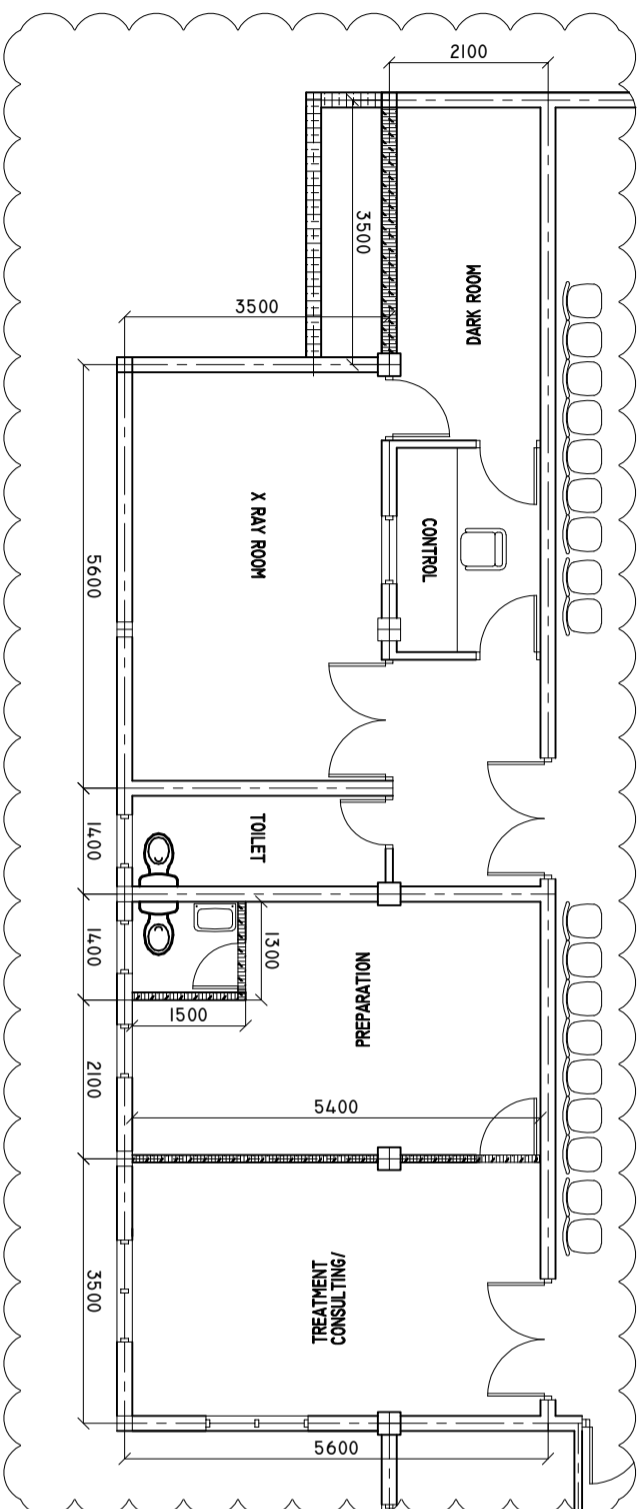 2100
3500
DARK ROOM
3500
CONTROL
X RAY ROOM
5600
TOILET
1400
1400
1300
PREPARATION
1500
2100
5400
TREATMENT
CONSULTING/
3500
5600